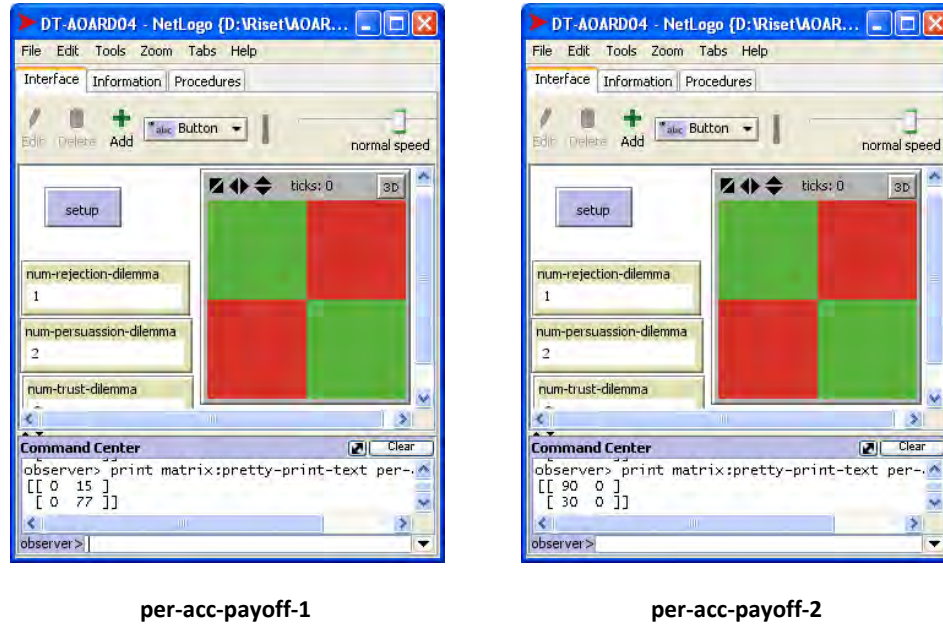 DT-AOARD04 - NetLogo {D:\Riset\AOAR...
File Edit Tools Zoom Tabs Help
Interface Information Procedures
Edit Delete Add
abc Button
normal speed
setup
ticks: 0
3D
num-rejection-dilemma
1
num-persuassion-dilemma
2
num-trust-dilemma
Command Center
Clear
observer> print matrix:pretty-print-text per-.
[[ 0 15 ]
[ 0 77 ]]
observer>
per-acc-payoff-1
DT-AOARD04 - NetLogo {D:\Riset\AOAR...
File Edit Tools Zoom Tabs Help
Interface Information Procedures
Edit Delete Add
abc Button
normal speed
setup
ticks: 0
3D
num-rejection-dilemma
1
num-persuassion-dilemma
2
num-trust-dilemma
Command Center
Clear
observer> print matrix:pretty-print-text per-.
[[ 90 0 ]
[ 30 0 ]]
observer>
per-acc-payoff-2